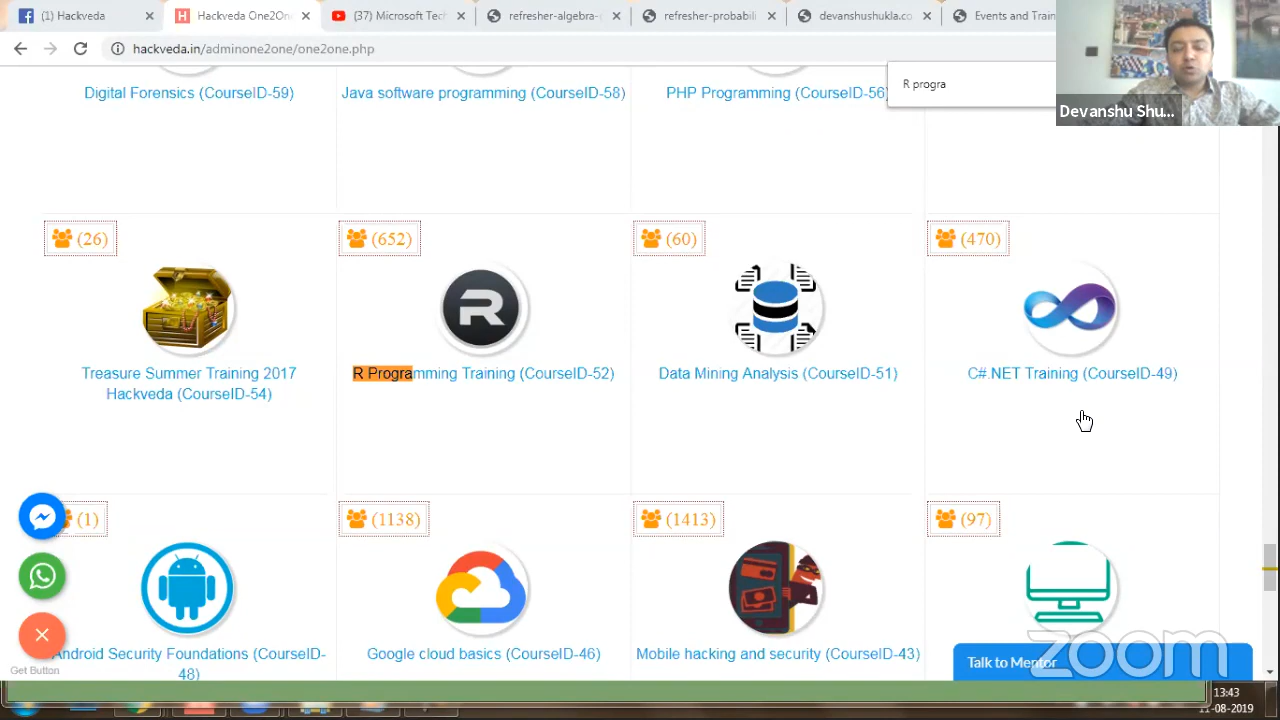 (1) Hackveda
Hackveda One2On
(37) Microsoft Tec
refresher-algebra-
refresher-probabili
devanshushukla.co
Events and Train
hackveda.in/adminone2one/one2one.php
R progra
Devanshu Shu...
Digital Forensics (CourseID-59)
Java software programming (CourseID-58)
PHP Programming (CourseID-56)
(26)
(652)
(60)
(470)
R
Treasure Summer Training 2017
Hackveda (CourseID-54)
R Programming Training (CourseID-52)
Data Mining Analysis (CourseID-51)
C#.NET Training (CourseID-49)
(1)
(1138)
(1413)
(97)
Android Security Foundations (CourseID-
48)
Google cloud basics (CourseID-46)
Mobile hacking and security (CourseID-43)
Get Button
Talk to Mentor
zoom
13:43
11-08-2019